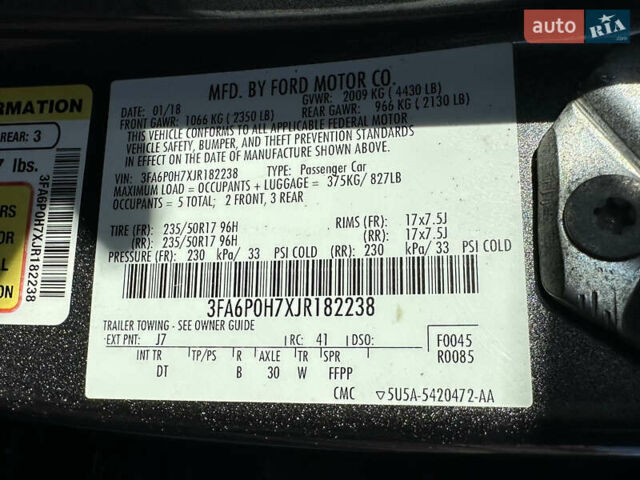 auto RIA
MFD. BY FORD MOTOR CO.
01/18
GVWR: 2009 KG (4430 LB)
FRONT GAWR: 1066 KG (2350 LB)
REAR GAWR: 966 KG (2130 LB)
THIS VEHICLE CONFORMS TO ALL APPLICABLE FEDERAL MOTOR
VEHICLE SAFETY, BUMPER, AND THEFT PREVENTION STANDARDS
IN EFFECT ON THE DATE OF MANUFACTURE SHOWN ABOVE.
VIN: 3FA6P0H7XJR182238 TYPE: Passenger Car
MAXIMUM LOAD = OCCUPANTS + LUGGAGE = 375KG/ 827LB
OCCUPANTS = 5 TOTAL; 2 FRONT, 3 REAR
TIRE (FR): 235/50R17 96H RIMS (FR): 17x7.5J
(RR): 235/50R17 96H (RR): 17x7.5J
PRESSURE (FR): 230 kPa/ 33 PSI COLD (RR): 230 kPa/ 33 PSI COLD
3FA6P0H7XJR182238
TRAILER TOWING - SEE OWNER GUIDE
EXT PNT: J7 RC: 41 DSO: F0045
R0085
INT TR TP/PS R AXLE TR SPR
DT B 30 W FFPP
CMC ▽5U5A-5420472-AA
ORMATION
REAR: 3
7 lbs.
3FA6P0H7XJR182238